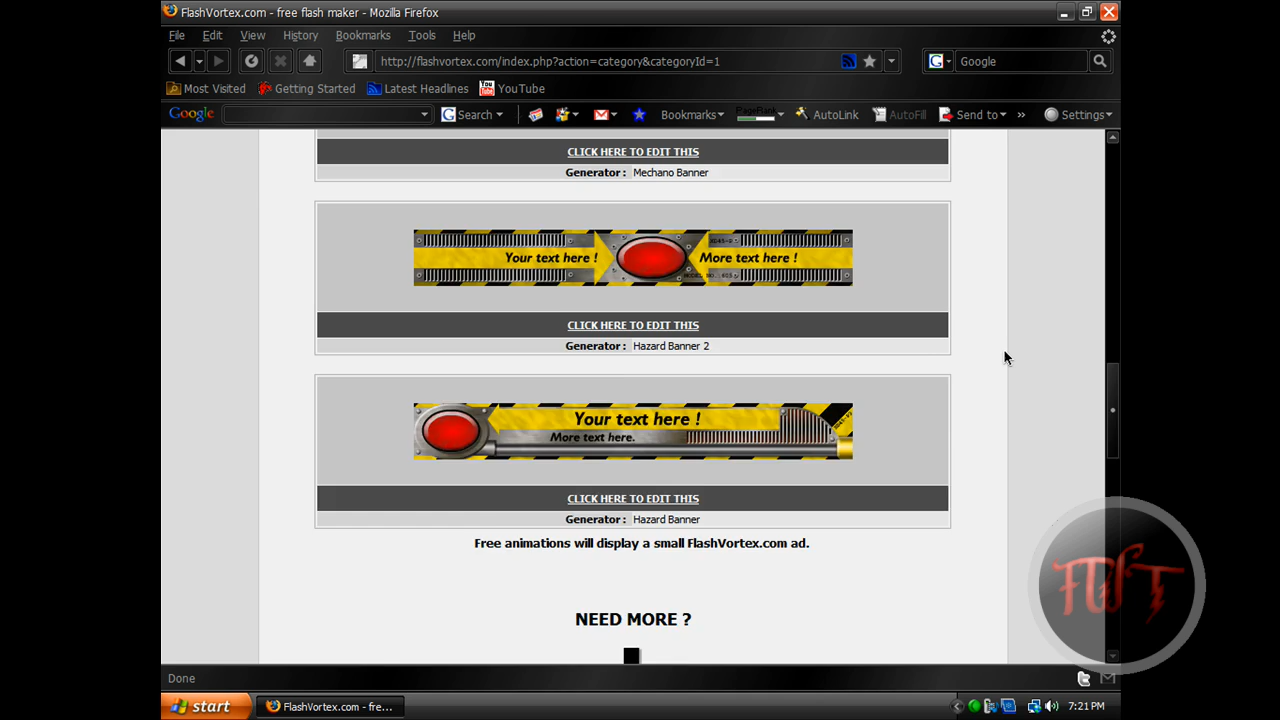 FlashVortex.com - free flash maker - Mozilla Firefox
File Edit View History Bookmarks Tools Help
http://flashvortex.com/index.php?action=category&categoryId=1
G Google
Most Visited Getting Started Latest Headlines YouTube
Google G Search Bookmarks PageRank AutoLink AutoFill Send to » Settings
CLICK HERE TO EDIT THIS
Generator : Mechano Banner
Your text here ! More text here !
CLICK HERE TO EDIT THIS
Generator : Hazard Banner 2
Your text here !
More text here.
CLICK HERE TO EDIT THIS
Generator : Hazard Banner
Free animations will display a small FlashVortex.com ad.
NEED MORE ?
Done
start FlashVortex.com - fre... 7:21 PM